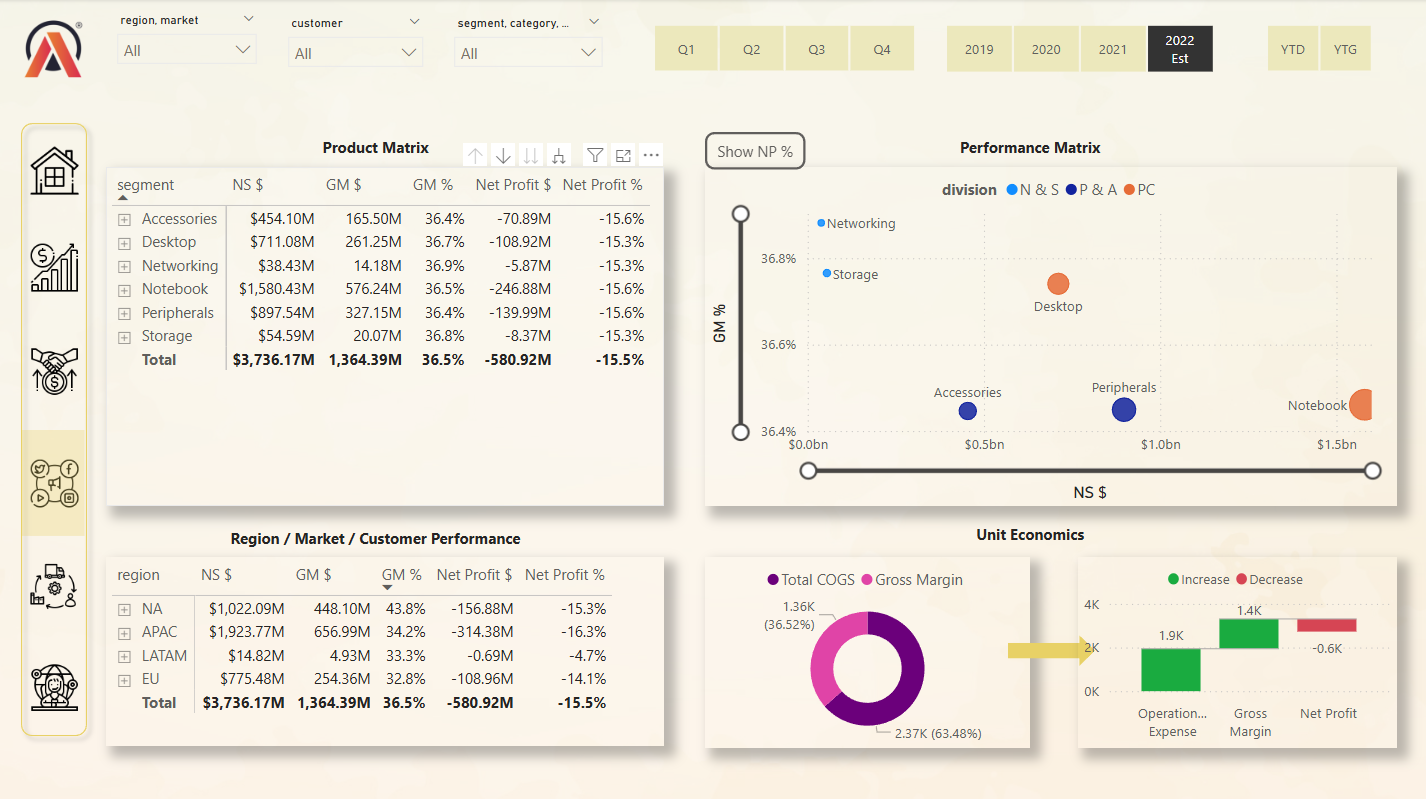 region, market
All
customer
All
segment, category, ...
All
Q1 Q2 Q3 Q4
2019 2020 2021 2022 Est
YTD YTG
Product Matrix
segment NS $ GM $ GM % Net Profit $ Net Profit %
Accessories $454.10M 165.50M 36.4% -70.89M -15.6%
Desktop $711.08M 261.25M 36.7% -108.92M -15.3%
Networking $38.43M 14.18M 36.9% -5.87M -15.3%
Notebook $1,580.43M 576.24M 36.5% -246.88M -15.6%
Peripherals $897.54M 327.15M 36.4% -139.99M -15.6%
Storage $54.59M 20.07M 36.8% -8.37M -15.3%
Total $3,736.17M 1,364.39M 36.5% -580.92M -15.5%
Show NP %
Performance Matrix
division N & S P & A PC
GM %
36.8%
36.6%
36.4%
Networking
Storage
Desktop
Accessories
Peripherals
Notebook
$0.0bn $0.5bn $1.0bn $1.5bn
NS $
Region / Market / Customer Performance
region NS $ GM $ GM % Net Profit $ Net Profit %
NA $1,022.09M 448.10M 43.8% -156.88M -15.3%
APAC $1,923.77M 656.99M 34.2% -314.38M -16.3%
LATAM $14.82M 4.93M 33.3% -0.69M -4.7%
EU $775.48M 254.36M 32.8% -108.96M -14.1%
Total $3,736.17M 1,364.39M 36.5% -580.92M -15.5%
Unit Economics
Total COGS Gross Margin
1.36K
(36.52%)
2.37K (63.48%)
Increase Decrease
4K
2K
0K
1.9K
1.4K
-0.6K
Operation...
Expense
Gross
Margin
Net Profit